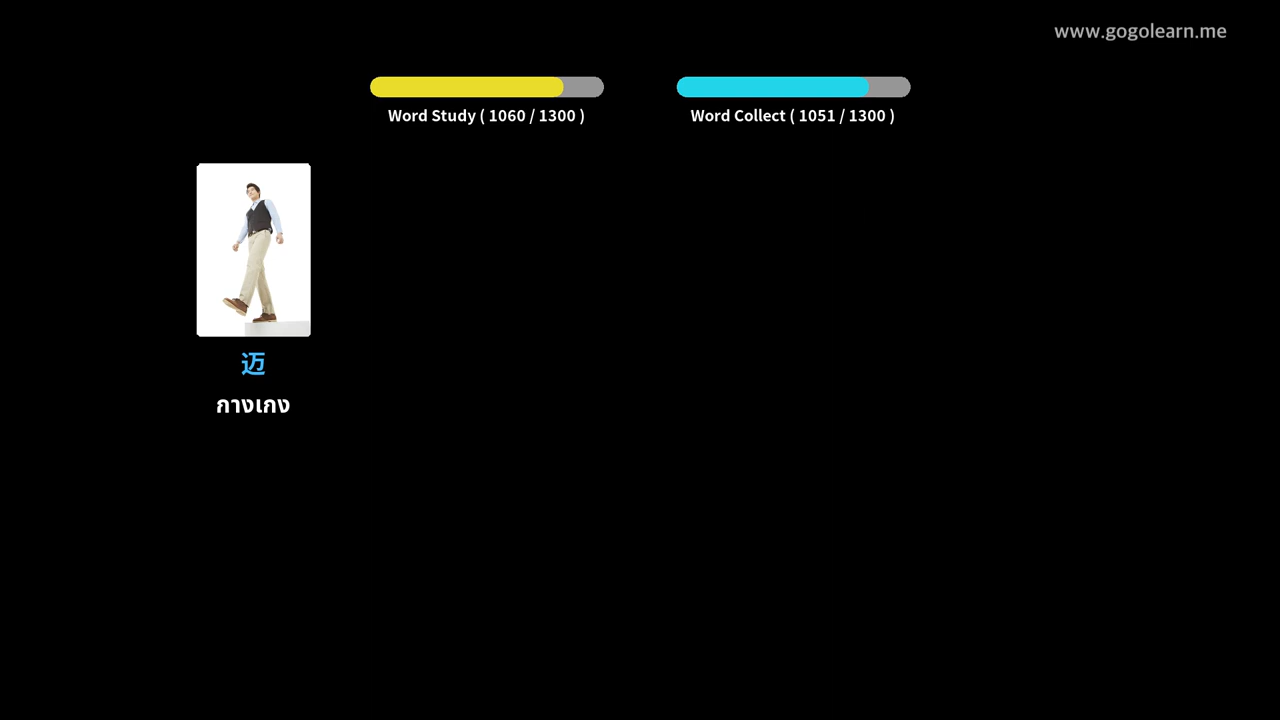 www.gogolearn.me
Word Study ( 1060 / 1300 )
Word Collect ( 1051 / 1300 )
迈
กางเกง